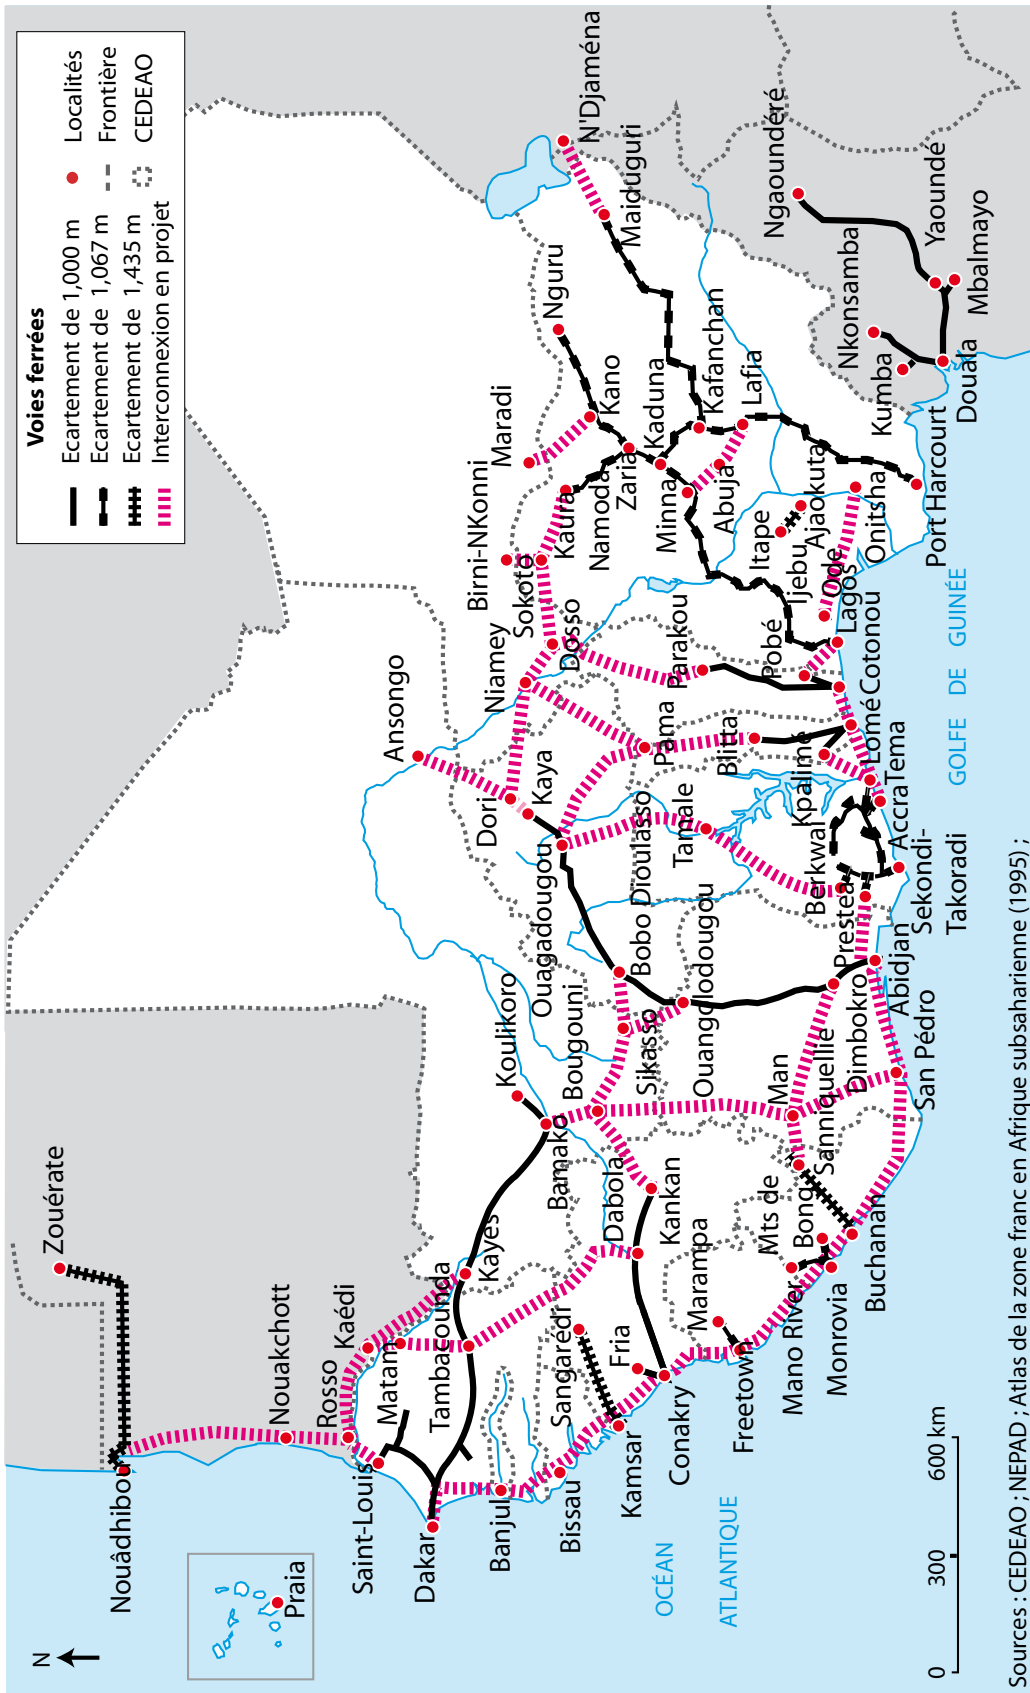 Voies ferrées
Ecartement de 1,000 m
Ecartement de 1,067 m
Ecartement de 1,435 m
Interconnexion en projet
Localités
Frontière
CEDEAO
N
Praia
Nouâdhibou
Zouérate
Nouakchott
Rosso
Kaédi
Saint-Louis
Matam
Dakar
Tambacounda
Kayes
Banjul
Bissau
Sangarédi
Kamsar
Fria
Conakry
Dabola
Kankan
Marampa
Freetown
Mano River
Mts de
Bong
Monrovia
Buchanan
Sanniquellie
Man
San Pédro
Bamako
Koulikoro
Bougouni
Sikasso
Ouangolodougou
Bobo Dioulasso
Dimbokro
Abidjan
Ouagadougou
Kaya
Dori
Ansongo
Niamey
Dosso
Tamale
Pama
Prestea
Berkwal
Sekondi-
Takoradi
Accra
Tema
Kpalimé
Blitta
Lomé
Cotonou
Parakou
Pobé
Lagos
Ijebu
Ode
Birni-NKonni
Sokoto
Maradi
Kaura
Namoda
Zaria
Kano
Nguru
Kaduna
Minna
Abuja
Kafanchan
Lafia
Itape
Ajaokuta
Onitsha
Port Harcourt
Maiduguri
N'Djaména
Ngaoundéré
Nkonsamba
Kumba
Douala
Yaoundé
Mbalmayo
OCÉAN
ATLANTIQUE
GOLFE DE GUINÉE
0 300 600 km
Sources : CEDEAO ; NEPAD ; Atlas de la zone franc en Afrique subsaharienne (1995) ;